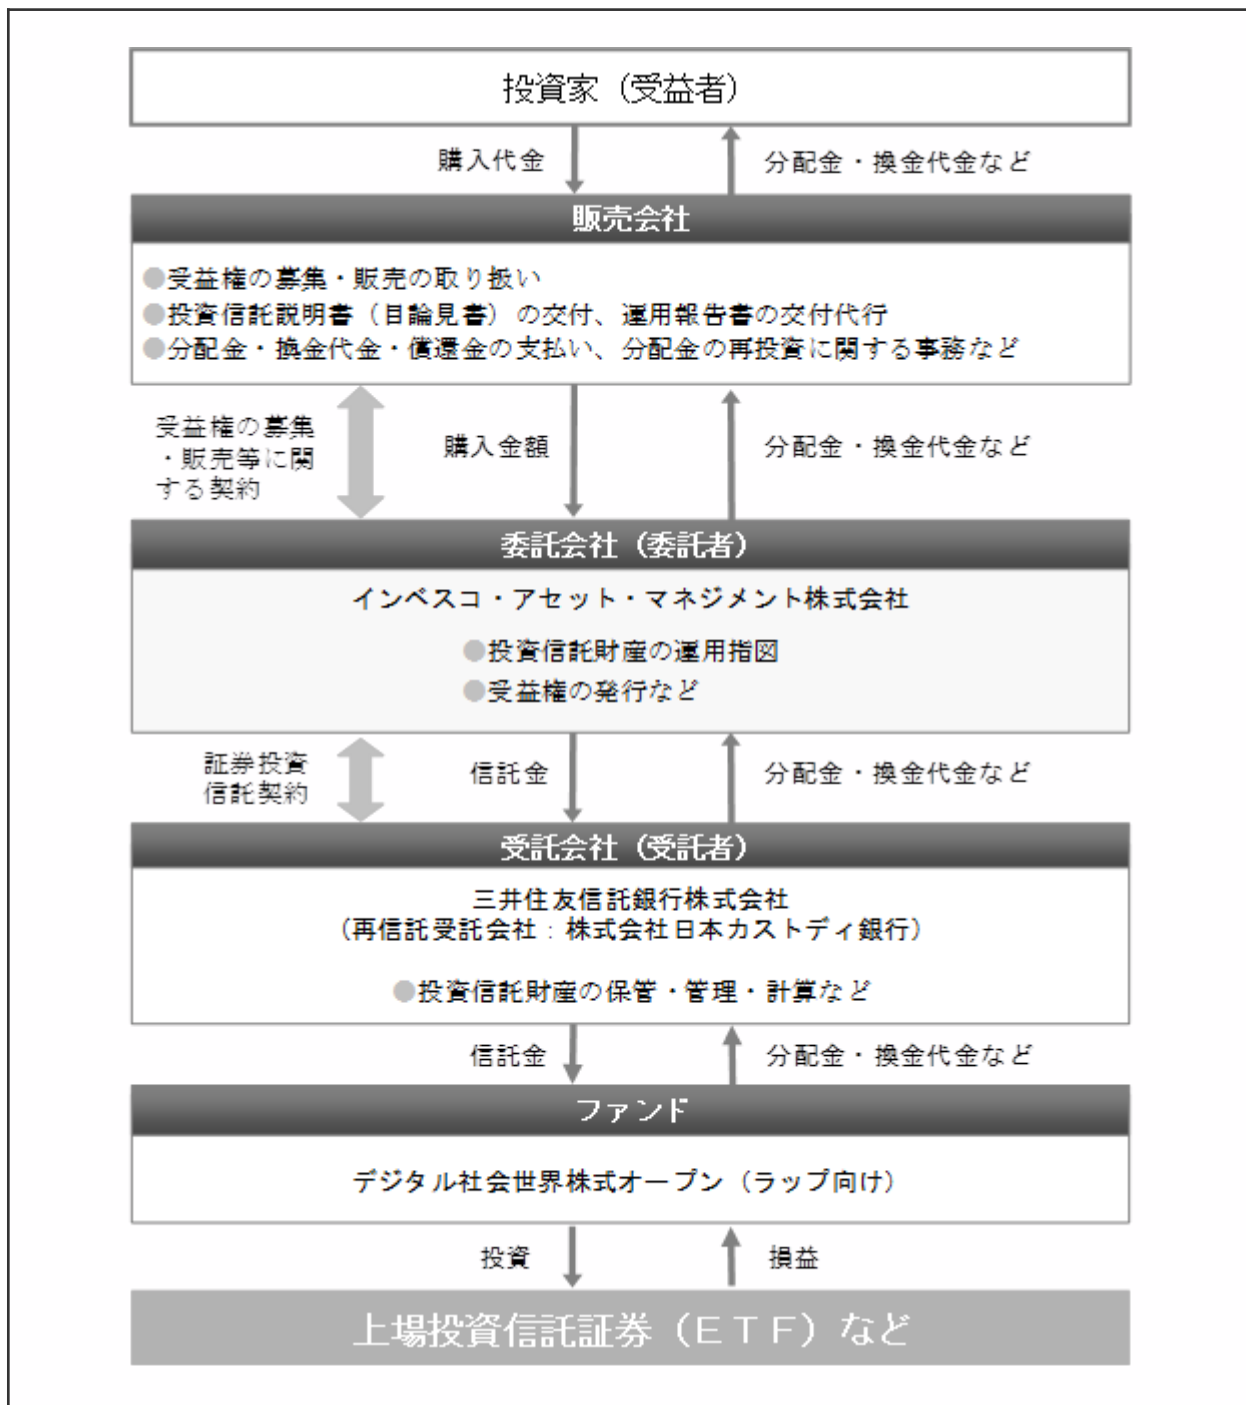 投資家（受益者）
購入代金
分配金・換金代金など
販売会社
●受益権の募集・販売の取り扱い
●投資信託説明書（目論見書）の交付、運用報告書の交付代行
●分配金・換金代金・償還金の支払い、分配金の再投資に関する事務など
受益権の募集
・販売等に関
する契約
購入金額
分配金・換金代金など
委託会社（委託者）
インベスコ・アセット・マネジメント株式会社
●投資信託財産の運用指図
●受益権の発行など
証券投資
信託契約
信託金
分配金・換金代金など
受託会社（受託者）
三井住友信託銀行株式会社
（再信託受託会社：株式会社日本カストディ銀行）
●投資信託財産の保管・管理・計算など
信託金
分配金・換金代金など
ファンド
デジタル社会世界株式オープン（ラップ向け）
投資
損益
上場投資信託証券（ＥＴＦ）など